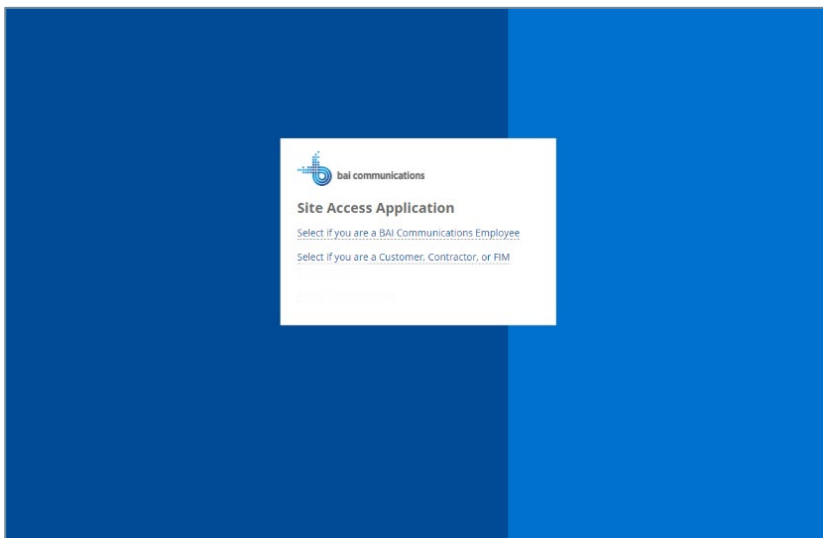 bai communications
Site Access Application
Select if you are a BAI Communications Employee
Select if you are a Customer, Contractor, or FIM